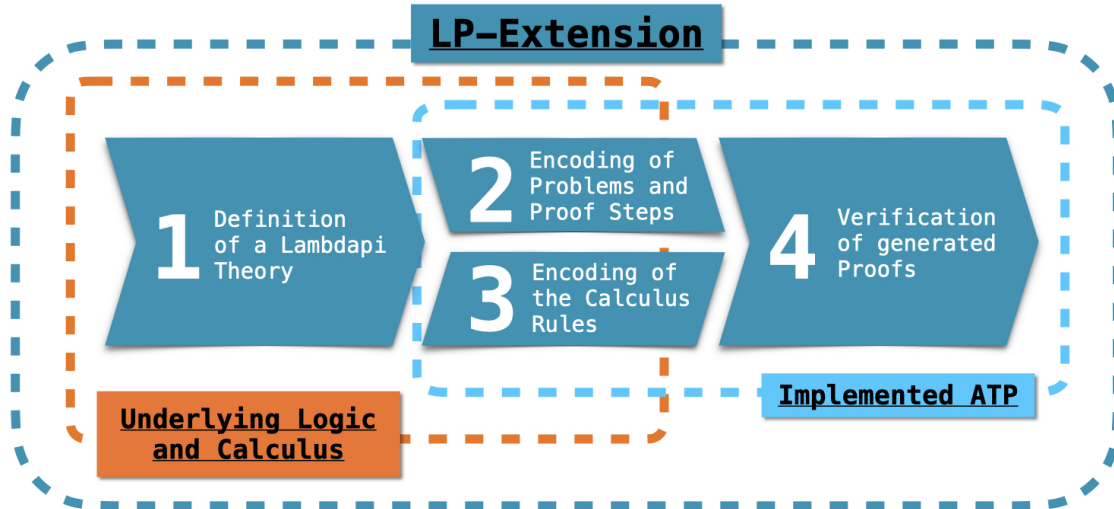 LP-Extension
1
Definition
of a Lambdapi
Theory
2
Encoding of
Problems and
Proof Steps
3
Encoding of
the Calculus
Rules
4
Verification
of generated
Proofs
Underlying Logic
and Calculus
Implemented ATP